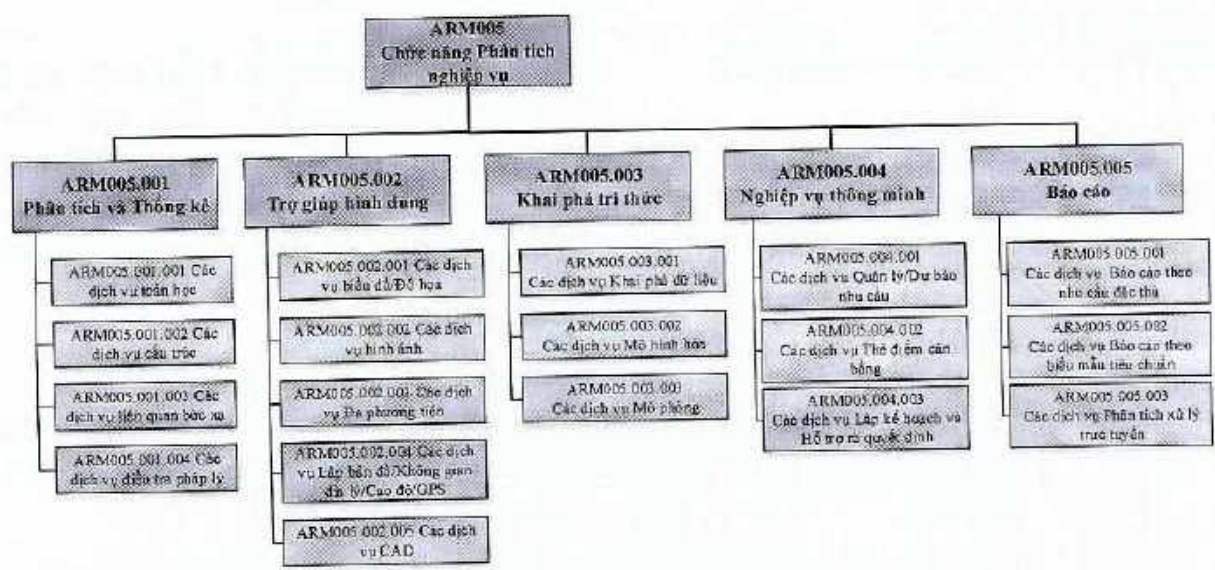 ARM005
Chức năng Phân tích
nghiệp vụ
ARM005.001
Phân tích và Thống kê
ARM005.001.001 Các
dịch vụ toán học
ARM005.001.002 Các
dịch vụ cấu trúc
ARM005.001.003 Các
dịch vụ liên quan bức xạ
ARM005.001.004 Các
dịch vụ điều tra pháp lý
ARM005.002
Trợ giúp hình dung
ARM005.002.001 Các dịch
vụ biểu đồ/Đồ họa
ARM005.002.002 Các dịch
vụ hình ảnh
ARM005.002.003 Các dịch
vụ Đa phương tiện
ARM005.002.004 Các dịch
vụ Lập bản đồ/Không gian
địa lý/Cao độ/GPS
ARM005.002.005 Các dịch
vụ CAD
ARM005.003
Khai phá tri thức
ARM005.003.001
Các dịch vụ Khai phá dữ liệu
ARM005.003.002
Các dịch vụ Mô hình hóa
ARM005.003.003
Các dịch vụ Mô phỏng
ARM005.004
Nghiệp vụ thông minh
ARM005.004.001
Các dịch vụ Quản lý/Dự báo
nhu cầu
ARM005.004.002
Các dịch vụ Thẻ điểm cân
bằng
ARM005.004.003
Các dịch vụ Lập kế hoạch và
Hỗ trợ ra quyết định
ARM005.005
Báo cáo
ARM005.005.001
Các dịch vụ Báo cáo theo
nhu cầu đặc thù
ARM005.005.002
Các dịch vụ Báo cáo theo
biểu mẫu tiêu chuẩn
ARM005.005.003
Các dịch vụ Phân tích xử lý
trực tuyến